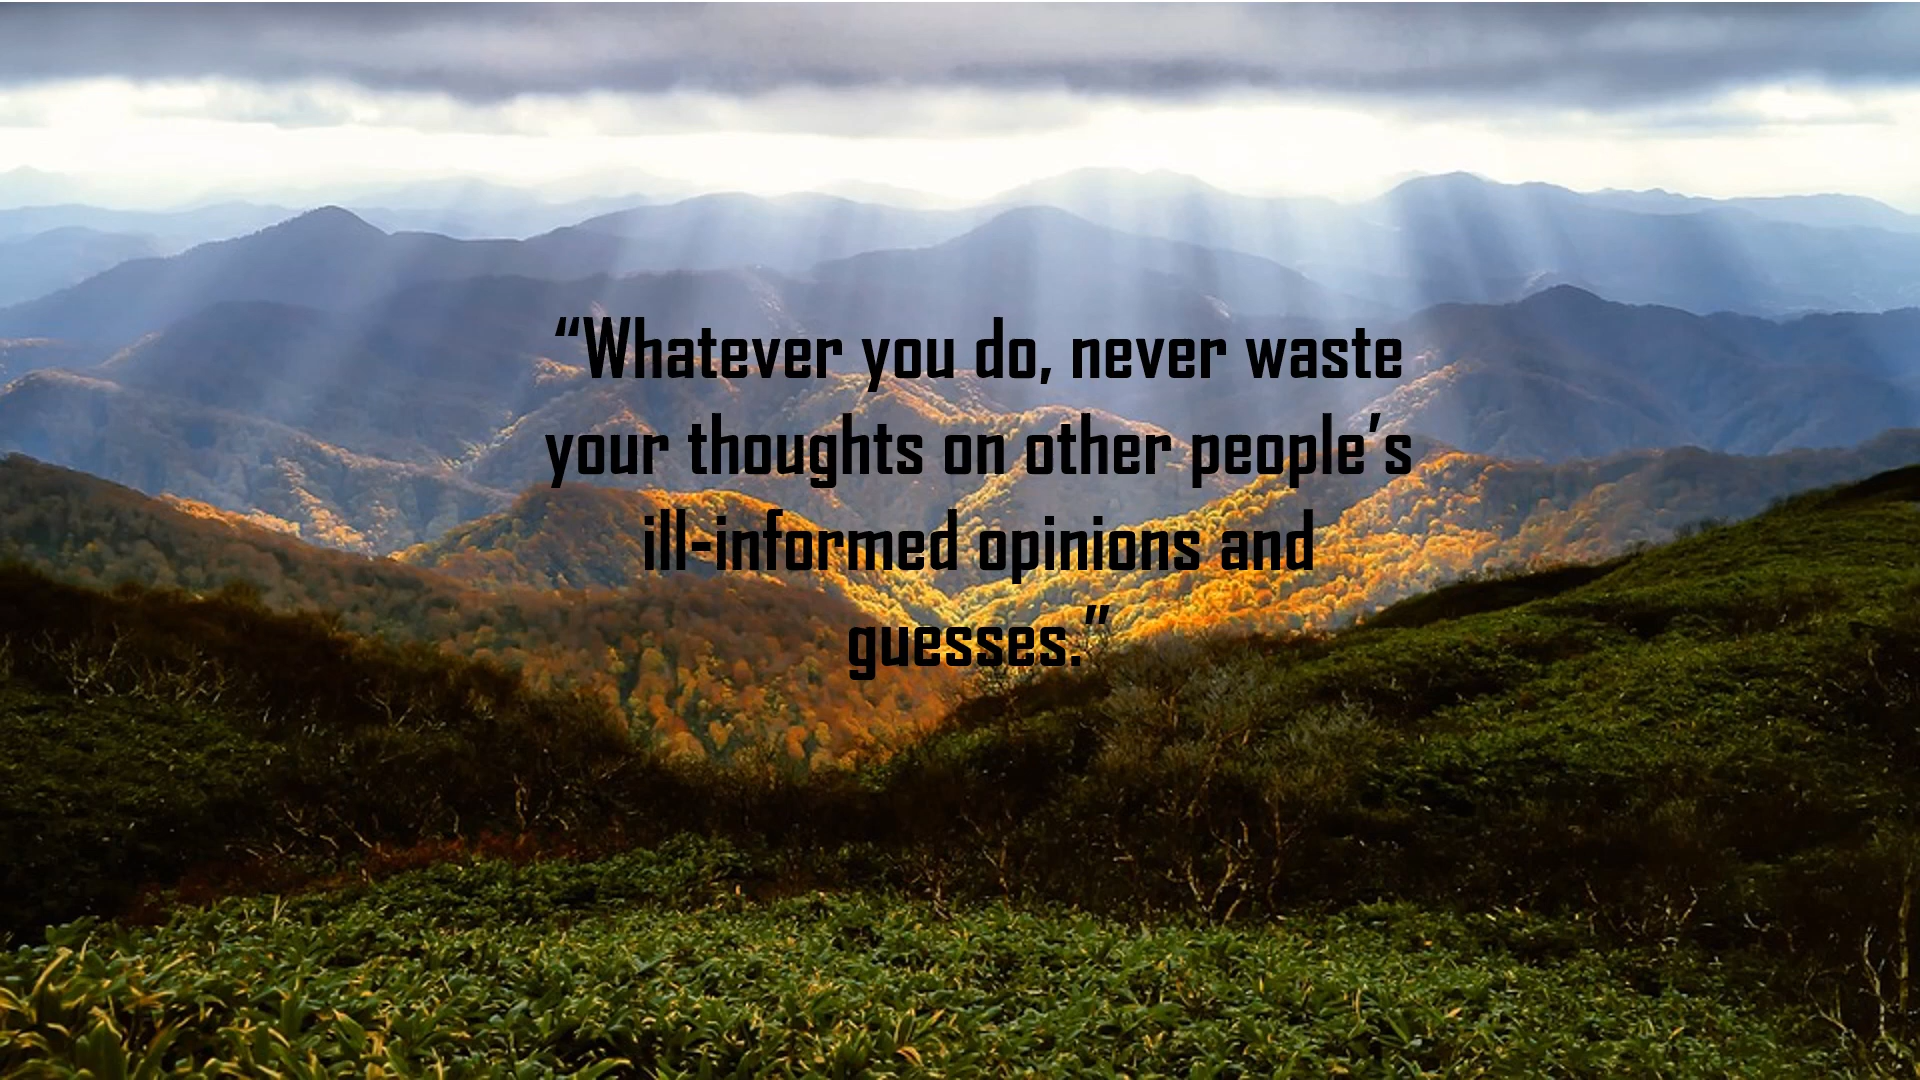 “Whatever you do, never waste
your thoughts on other people’s
ill-informed opinions and
guesses.”